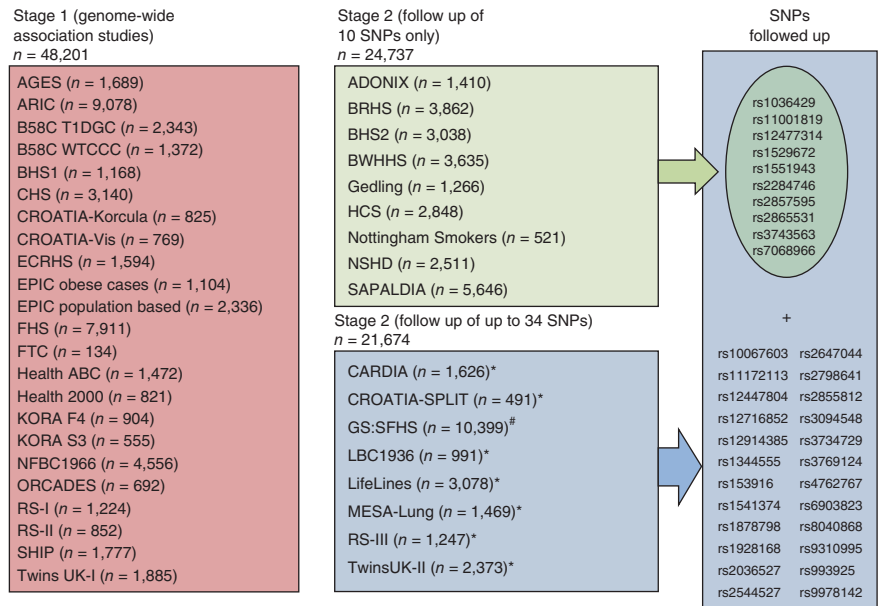 Stage 1 (genome-wide
association studies)
n = 48,201
AGES (n = 1,689)
ARIC (n = 9,078)
B58C T1DGC (n = 2,343)
B58C WTCCC (n = 1,372)
BHS1 (n = 1,168)
CHS (n = 3,140)
CROATIA-Korcula (n = 825)
CROATIA-Vis (n = 769)
ECRHS (n = 1,594)
EPIC obese cases (n = 1,104)
EPIC population based (n = 2,336)
FHS (n = 7,911)
FTC (n = 134)
Health ABC (n = 1,472)
Health 2000 (n = 821)
KORA F4 (n = 904)
KORA S3 (n = 555)
NFBC1966 (n = 4,556)
ORCADES (n = 692)
RS-I (n = 1,224)
RS-II (n = 852)
SHIP (n = 1,777)
Twins UK-I (n = 1,885)
Stage 2 (follow up of
10 SNPs only)
n = 24,737
ADONIX (n = 1,410)
BRHS (n = 3,862)
BHS2 (n = 3,038)
BWHHS (n = 3,635)
Gedling (n = 1,266)
HCS (n = 2,848)
Nottingham Smokers (n = 521)
NSHD (n = 2,511)
SAPALDIA (n = 5,646)
Stage 2 (follow up of up to 34 SNPs)
n = 21,674
CARDIA (n = 1,626)*
CROATIA-SPLIT (n = 491)*
GS:SFHS (n = 10,399)#
LBC1936 (n = 991)*
LifeLines (n = 3,078)*
MESA-Lung (n = 1,469)*
RS-III (n = 1,247)*
TwinsUK-II (n = 2,373)*
SNPs
followed up
rs1036429
rs11001819
rs12477314
rs1529672
rs1551943
rs2284746
rs2857595
rs2865531
rs3743563
rs7068966
+
rs10067603 rs2647044
rs11172113 rs2798641
rs12447804 rs2855812
rs12716852 rs3094548
rs12914385 rs3734729
rs1344555 rs3769124
rs153916 rs4762767
rs1541374 rs6903823
rs1878798 rs8040868
rs1928168 rs9310995
rs2036527 rs993925
rs2544527 rs9978142